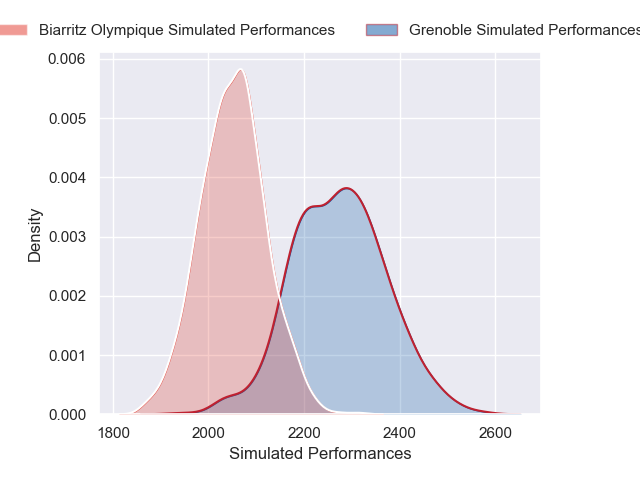 Biarritz Olympique Simulated Performances
Grenoble Simulated Performances
0.006
0.005
0.004
0.003
0.002
0.001
0.000
Density
1800 2000 2200 2400 2600
Simulated Performances